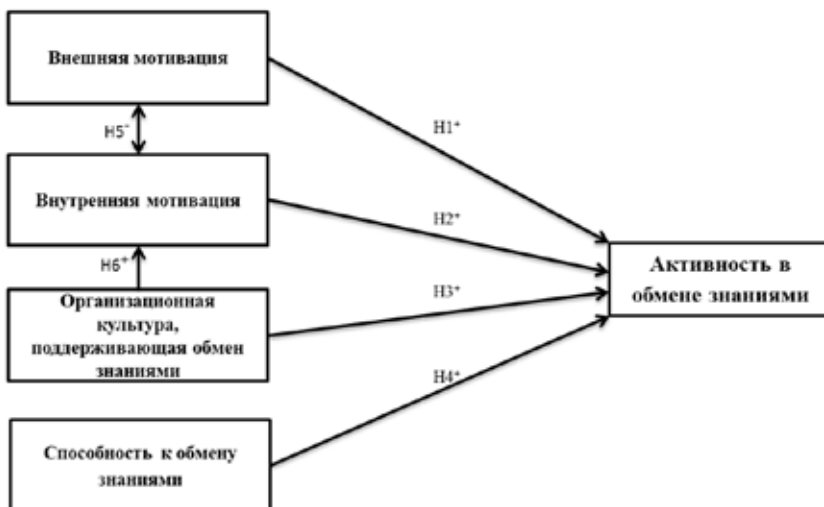 Внешняя мотивация
H1⁺
H5⁻
Внутренняя мотивация
H2⁺
H6⁺
Активность в
обмене знаниями
Организационная
культура,
поддерживающая обмен
знаниями
H3⁺
H4⁺
Способность к обмену
знаниями